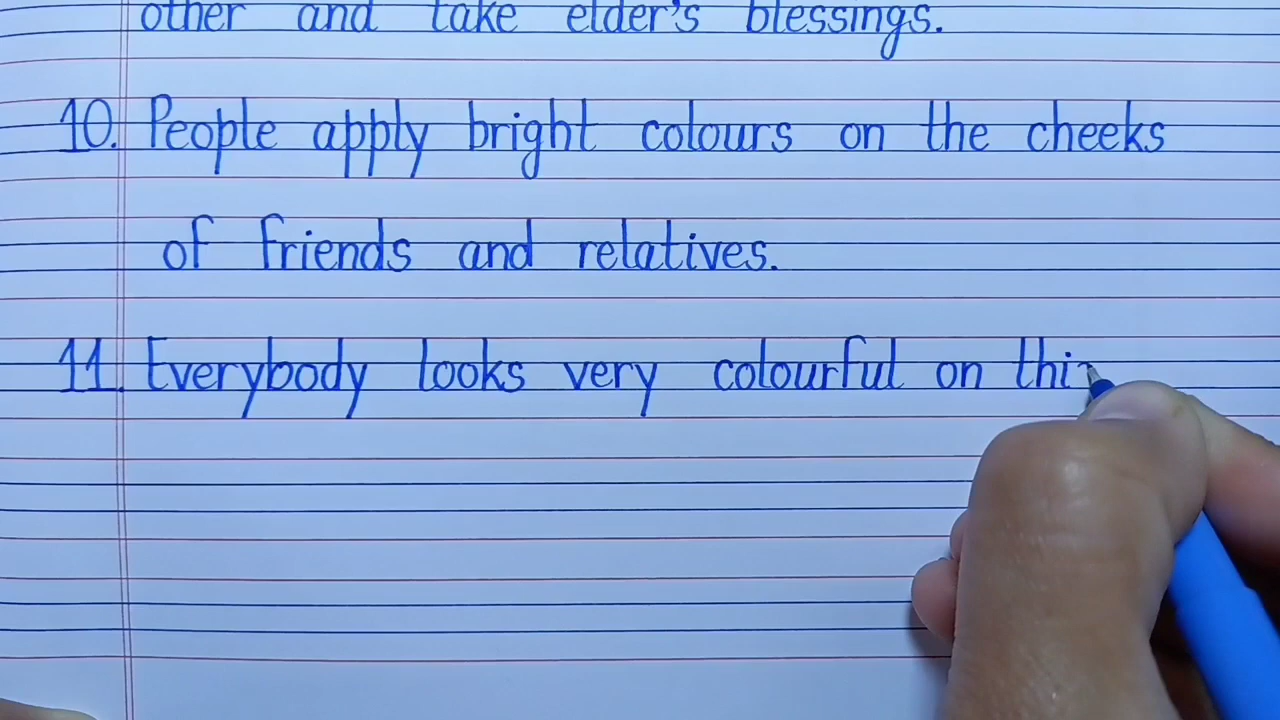 other and take elder's blessings.
10. People apply bright colours on the cheeks
of friends and relatives.
11. Everybody looks very colourful on